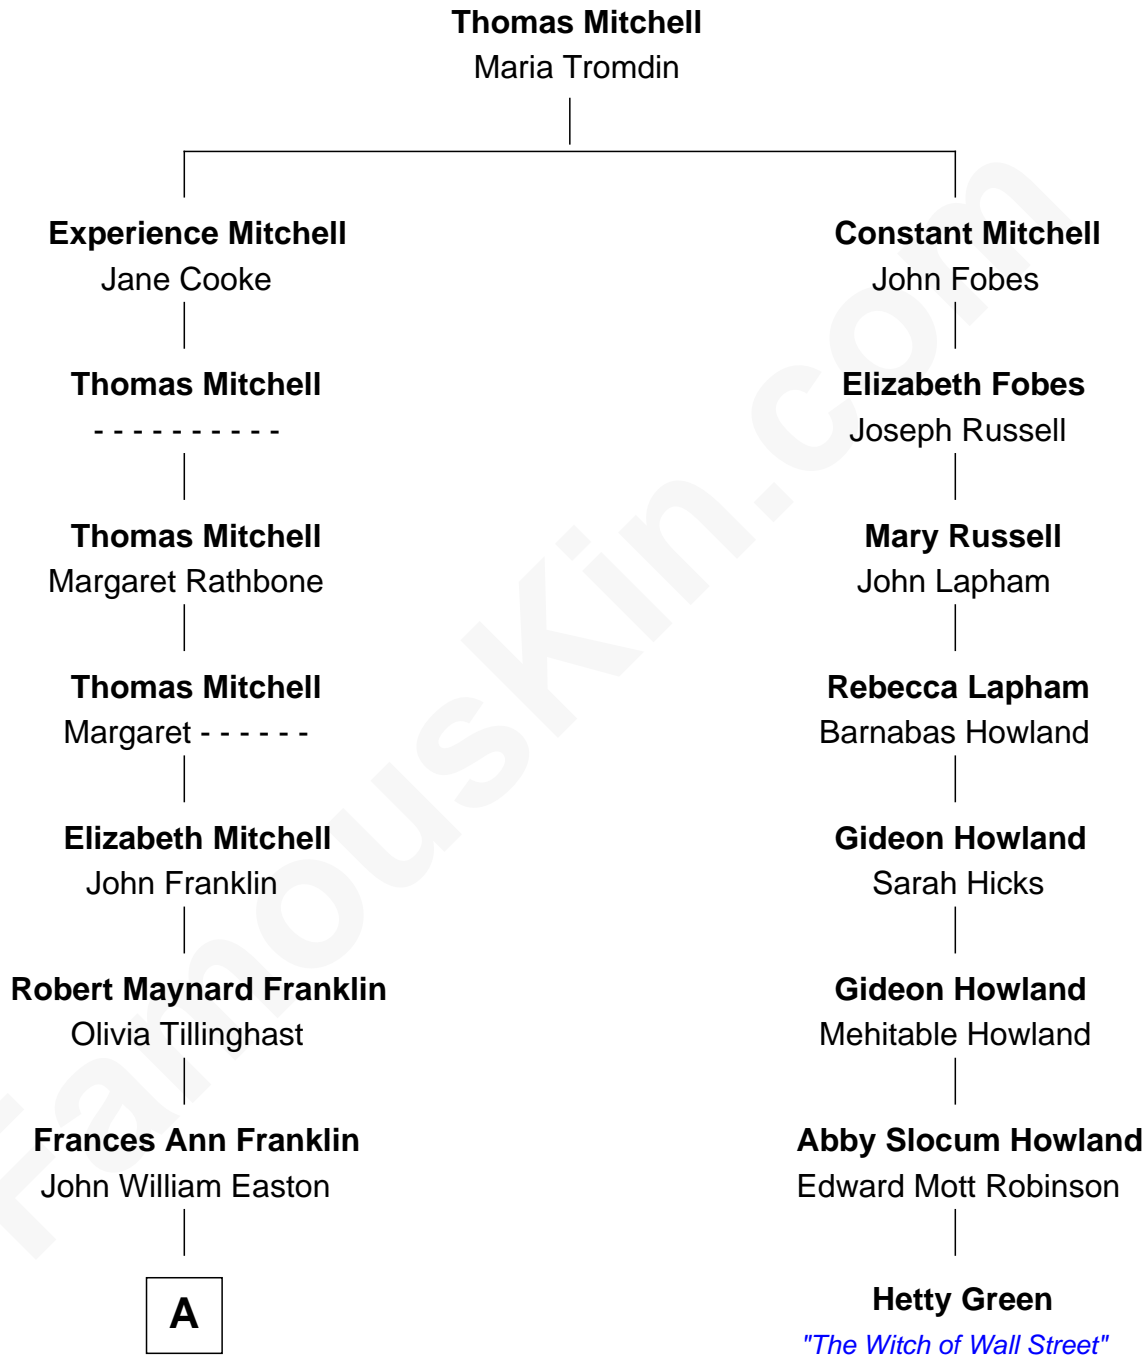 Thomas Mitchell
Maria Tromdin
Experience Mitchell
Jane Cooke
Constant Mitchell
John Fobes
Thomas Mitchell
- - - - - - - - - -
Elizabeth Fobes
Joseph Russell
Thomas Mitchell
Margaret Rathbone
Mary Russell
John Lapham
Thomas Mitchell
Margaret - - - - - -
Rebecca Lapham
Barnabas Howland
Elizabeth Mitchell
John Franklin
Gideon Howland
Sarah Hicks
Robert Maynard Franklin
Olivia Tillinghast
Gideon Howland
Mehitable Howland
Frances Ann Franklin
John William Easton
Abby Slocum Howland
Edward Mott Robinson
A
Hetty Green
"The Witch of Wall Street"
FamousKin.com